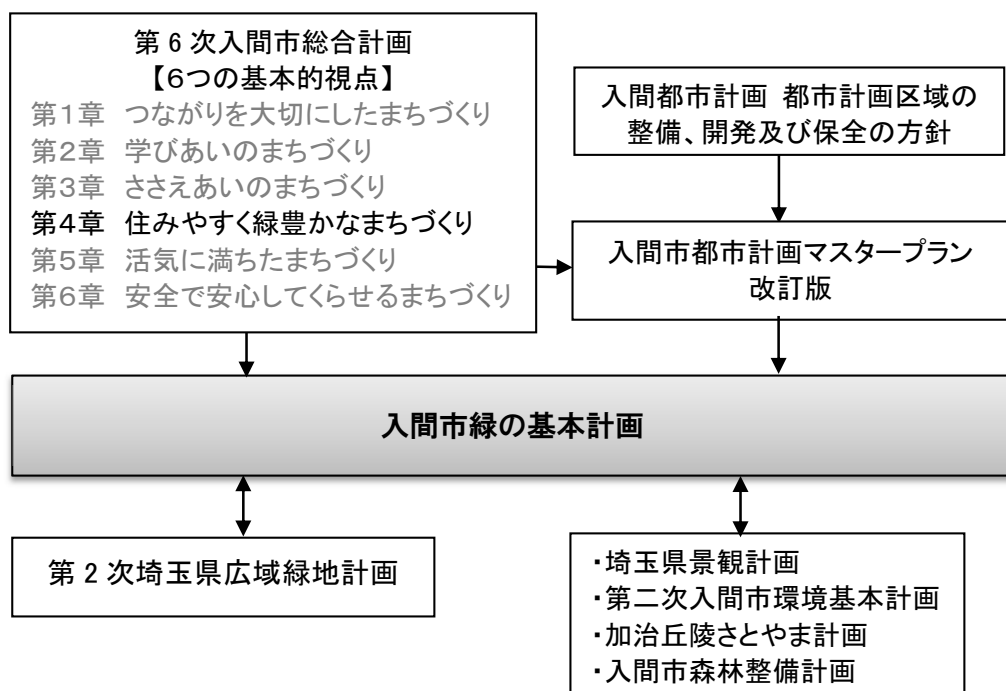 第6次入間市総合計画
【6つの基本的視点】
第1章 つながりを大切にしたまちづくり
第2章 学びあいのまちづくり
第3章 ささえあいのまちづくり
第4章 住みやすく緑豊かなまちづくり
第5章 活気に満ちたまちづくり
第6章 安全で安心してくらせるまちづくり
入間都市計画 都市計画区域の
整備、開発及び保全の方針
入間市都市計画マスタープラン
改訂版
入間市緑の基本計画
第2次埼玉県広域緑地計画
・埼玉県景観計画
・第二次入間市環境基本計画
・加治丘陵さとやま計画
・入間市森林整備計画